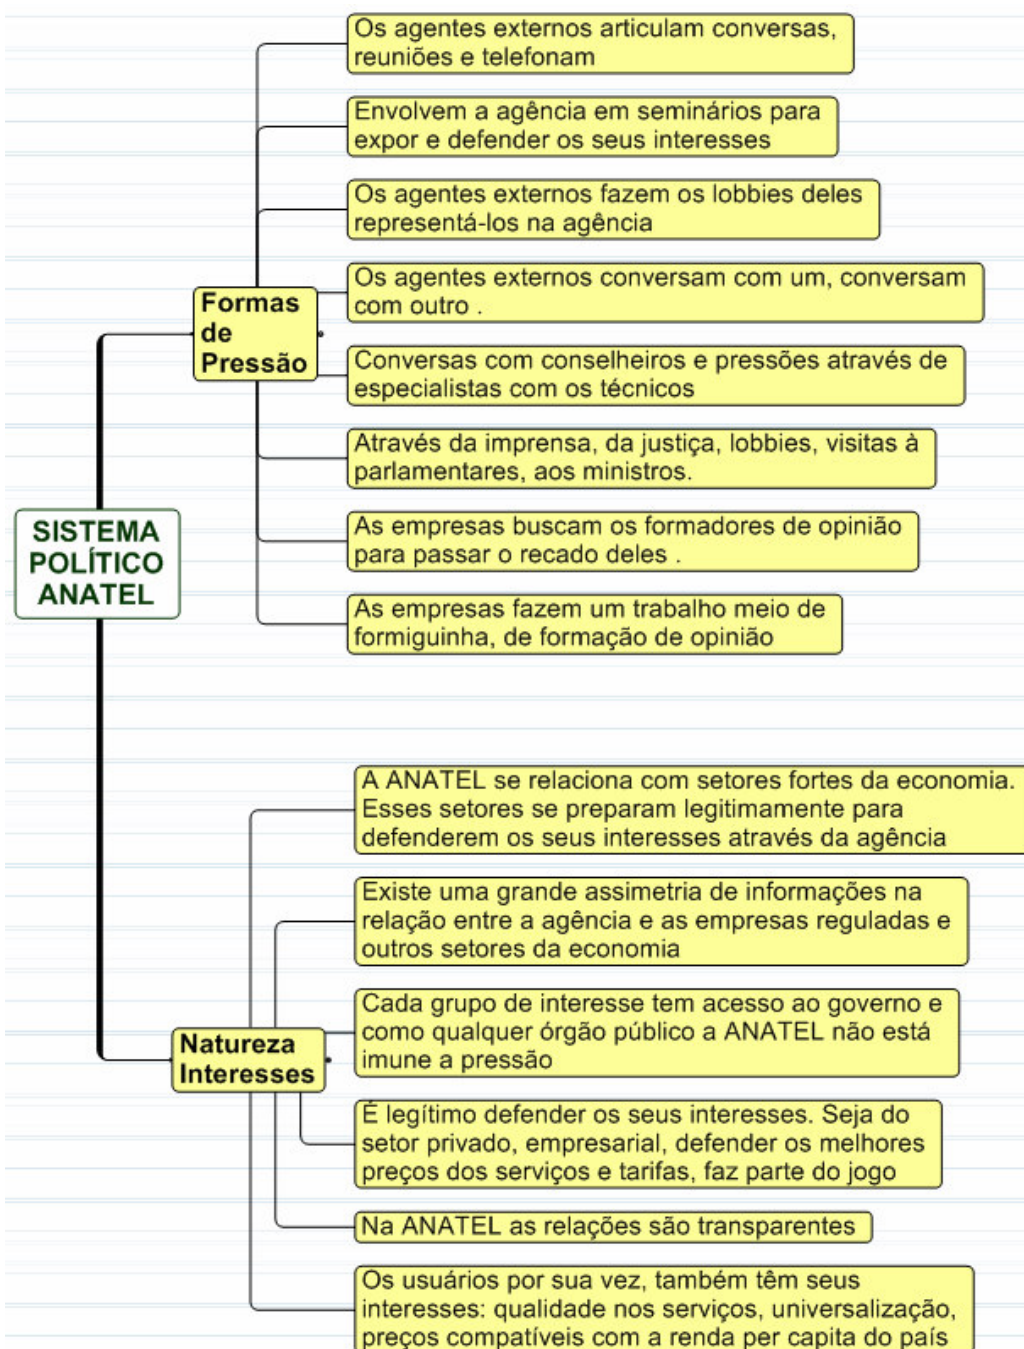 Os agentes externos articulam conversas,
reuniões e telefonam
Envolvem a agência em seminários para
expor e defender os seus interesses
Os agentes externos fazem os lobbies deles
representá-los na agência
Os agentes externos conversam com um, conversam
com outro .
Formas
de
Pressão
Conversas com conselheiros e pressões através de
especialistas com os técnicos
Através da imprensa, da justiça, lobbies, visitas à
parlamentares, aos ministros.
As empresas buscam os formadores de opinião
para passar o recado deles .
As empresas fazem um trabalho meio de
formiguinha, de formação de opinião
SISTEMA
POLÍTICO
ANATEL
A ANATEL se relaciona com setores fortes da economia.
Esses setores se preparam legitimamente para
defenderem os seus interesses através da agência
Existe uma grande assimetria de informações na
relação entre a agência e as empresas reguladas e
outros setores da economia
Cada grupo de interesse tem acesso ao governo e
como qualquer órgão público a ANATEL não está
imune a pressão
Natureza
Interesses
É legítimo defender os seus interesses. Seja do
setor privado, empresarial, defender os melhores
preços dos serviços e tarifas, faz parte do jogo
Na ANATEL as relações são transparentes
Os usuários por sua vez, também têm seus
interesses: qualidade nos serviços, universalização,
preços compatíveis com a renda per capita do país